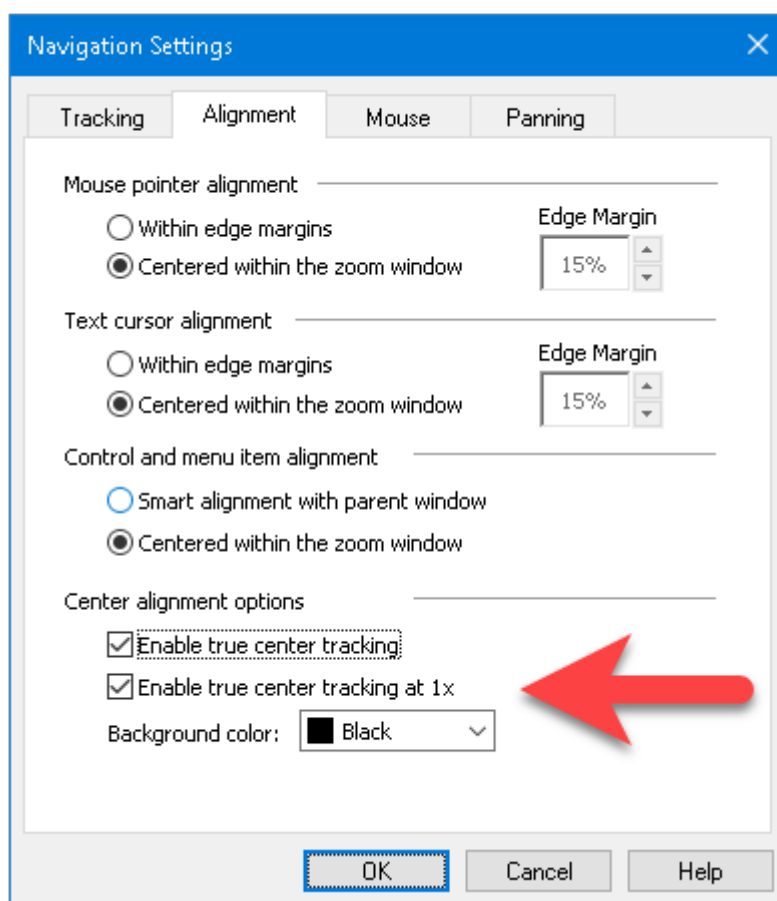 Navigation Settings
Tracking Alignment Mouse Panning
Mouse pointer alignment
Within edge margins
Edge Margin
Centered within the zoom window
15%
Text cursor alignment
Within edge margins
Edge Margin
Centered within the zoom window
15%
Control and menu item alignment
Smart alignment with parent window
Centered within the zoom window
Center alignment options
Enable true center tracking
Enable true center tracking at 1x
Background color: Black
OK Cancel Help